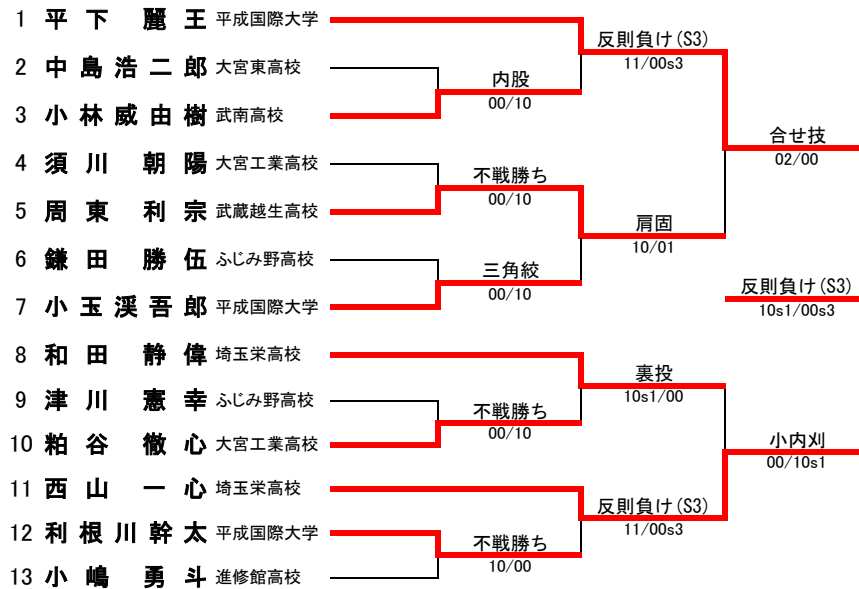 1 平下 麗王 平成国際大学
2 中島浩二郎 大宮東高校
3 小林威由樹 武南高校
4 須川 朝陽 大宮工業高校
5 周東利宗 武蔵越生高校
6 鎌田 勝伍 ふじみ野高校
7 小玉渓吾郎 平成国際大学
8 和田 静偉 埼玉栄高校
9 津川 憲幸 ふじみ野高校
10 粕谷 徹心 大宮工業高校
11 西山一心 埼玉栄高校
12 利根川幹太 平成国際大学
13 小嶋勇斗 進修館高校
内股
00/10
不戦勝ち
00/10
三角絞
00/10
不戦勝ち
00/10
不戦勝ち
10/00
反則負け(S3)
11/00s3
肩固
10/01
裏投
10s1/00
反則負け(S3)
11/00s3
合せ技
02/00
反則負け(S3)
10s1/00s3
小内刈
00/10s1